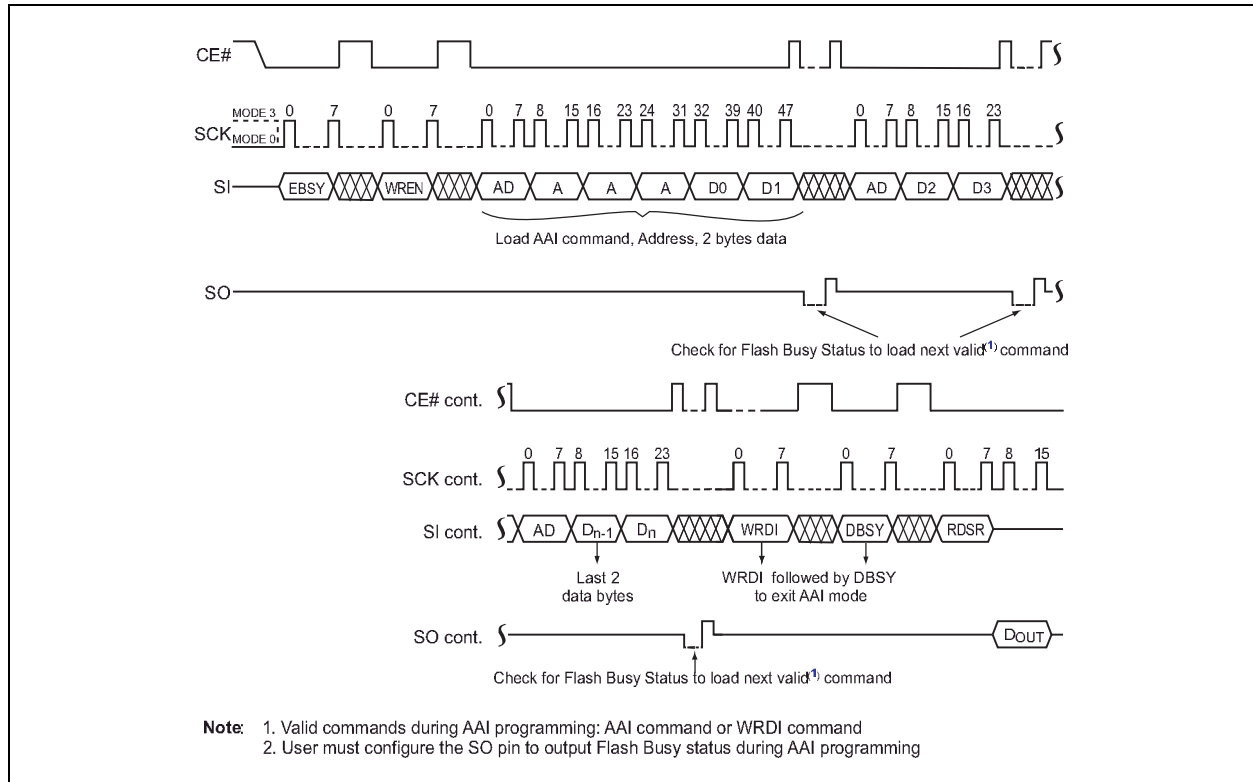 CE#
MODE 3
0 7 0 7 0 7 8 15 16 23 24 31 32 39 40 47 0 7 8 15 16 23
SCK
MODE 0
SI
EBSY WREN AD A A A D0 D1 AD D2 D3
Load AAI command, Address, 2 bytes data
SO
Check for Flash Busy Status to load next valid(1) command
CE# cont.
0 7 8 15 16 23 0 7 0 7 0 7 8 15
SCK cont.
SI cont.
AD Dn-1 Dn WRDI DBSY RDSR
Last 2
data bytes
WRDI followed by DBSY
to exit AAI mode
SO cont.
DOUT
Check for Flash Busy Status to load next valid(1) command
Note: 1. Valid commands during AAI programming: AAI command or WRDI command
2. User must configure the SO pin to output Flash Busy status during AAI programming